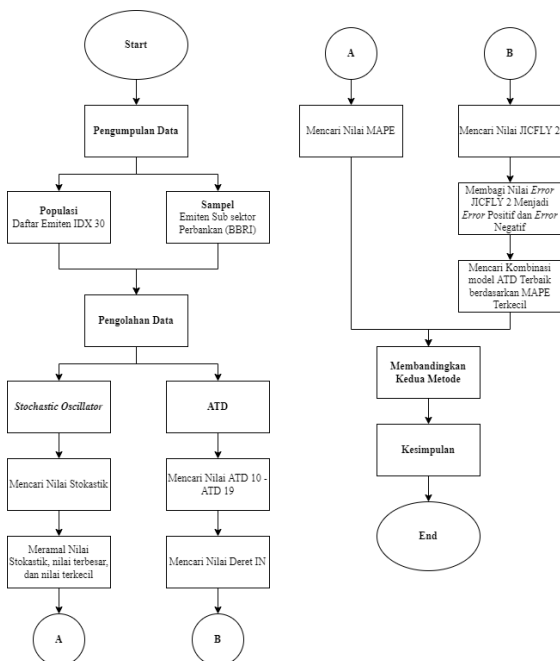 Start
Pengumpulan Data
Populasi
Daftar Emiten IDX 30
Sampel
Emiten Sub sektor
Perbankan (BBRI)
Pengolahan Data
Stochastic Oscillator
ATD
Mencari Nilai Stokastik
Mencari Nilai ATD 10 -
ATD 19
Meramal Nilai
Stokastik, nilai terbesar,
dan nilai terkecil
Mencari Nilai Deret IN
A
B
A
B
Mencari Nilai MAPE
Mencari Nilai JICFLY 2
Membagi Nilai Error
JICFLY 2 Menjadi
Error Positif dan Error
Negatif
Mencari Kombinasi
model ATD Terbaik
berdasarkan MAPE
Terkecil
Membandingkan
Kedua Metode
Kesimpulan
End